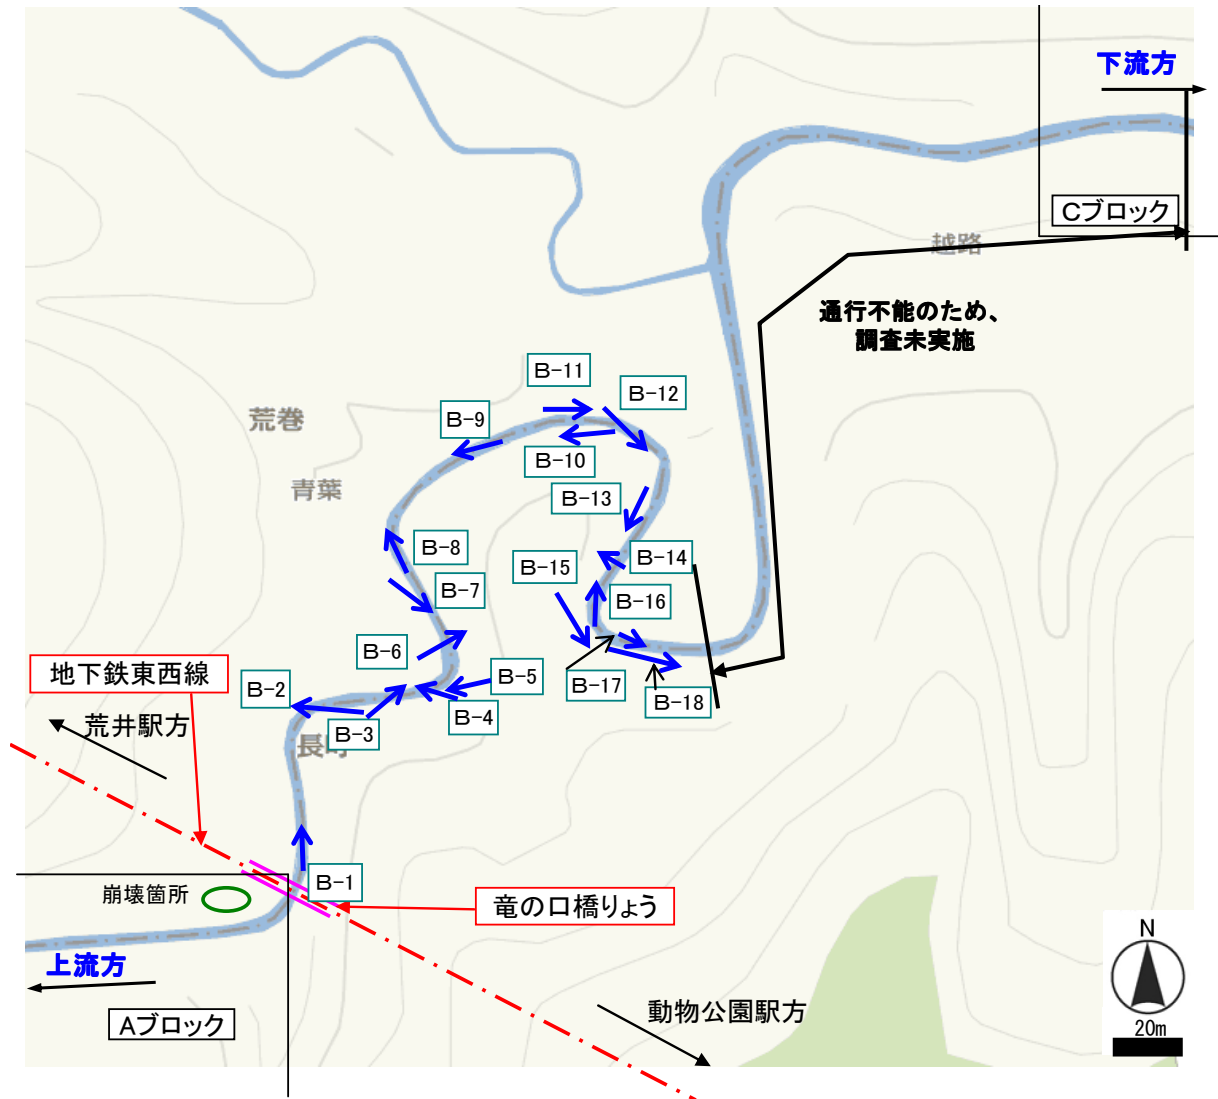 下流方
Cブロック
越路
通行不能のため、
調査未実施
B-11
B-12
B-9
荒巻
B-10
青葉
B-13
B-8
B-14
B-15
B-7
B-16
B-6
地下鉄東西線
B-5
B-2
B-17
B-18
B-4
荒井駅方
B-3
長町
B-1
崩壊箇所
竜の口橋りょう
上流方
N
動物公園駅方
Aブロック
20m